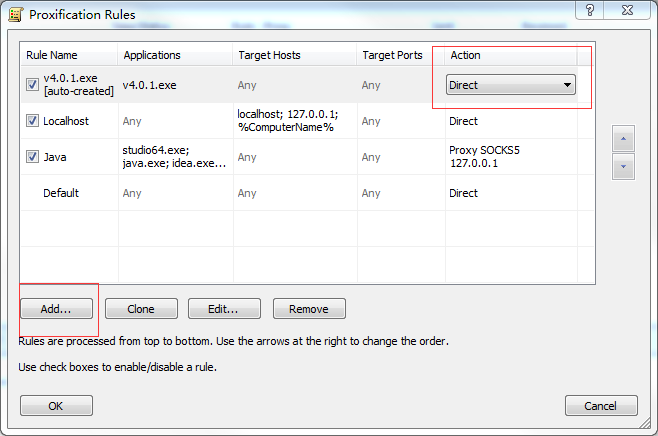 Proxification Rules
Rule Name Applications Target Hosts Target Ports Action
v4.0.1.exe
[auto-created] v4.0.1.exe Any Any Direct
Localhost Any localhost; 127.0.0.1;
%ComputerName% Any Direct
Java studio64.exe;
java.exe; idea.exe... Any Any Proxy SOCKS5
127.0.0.1
Default Any Any Any Direct
Add... Clone Edit... Remove
Rules are processed from top to bottom. Use the arrows at the right to change the order.
Use check boxes to enable/disable a rule.
OK Cancel